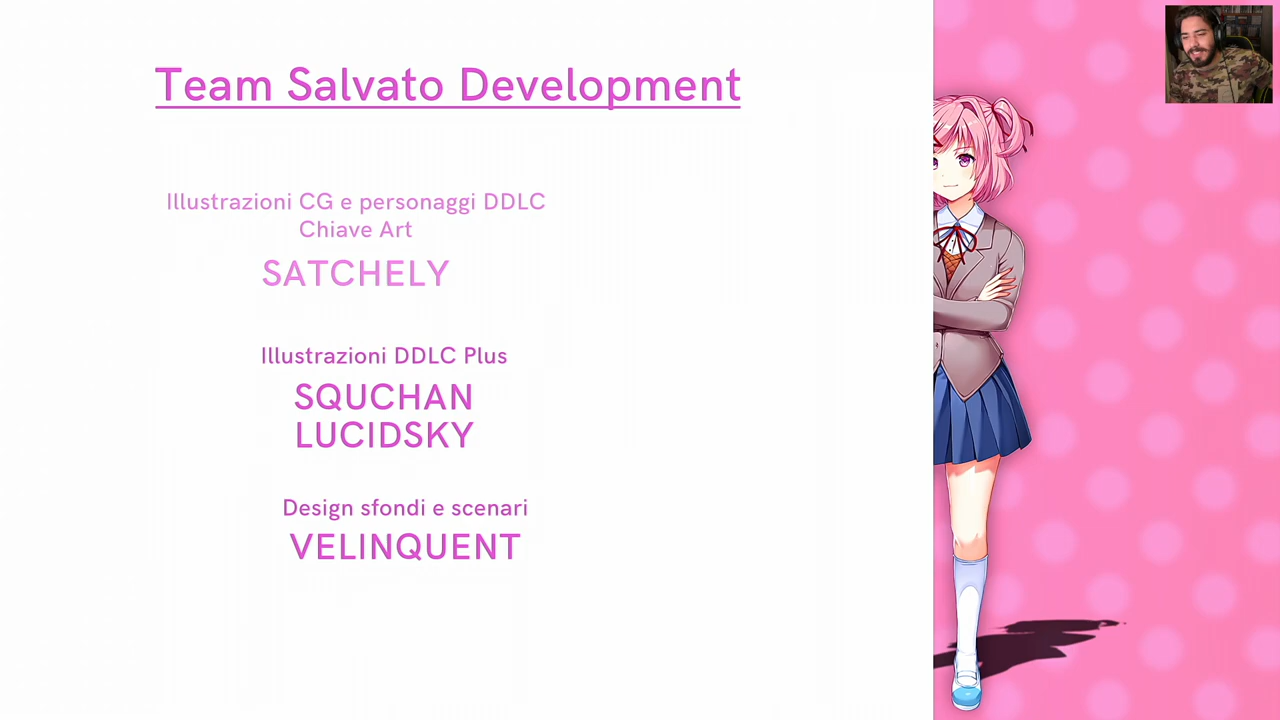 Team Salvato Development
Illustrazioni CG e personaggi DDLC
Chiave Art
SATCHELY
Illustrazioni DDLC Plus
SQUCHAN
LUCIDSKY
Design sfondi e scenari
VELINQUENT